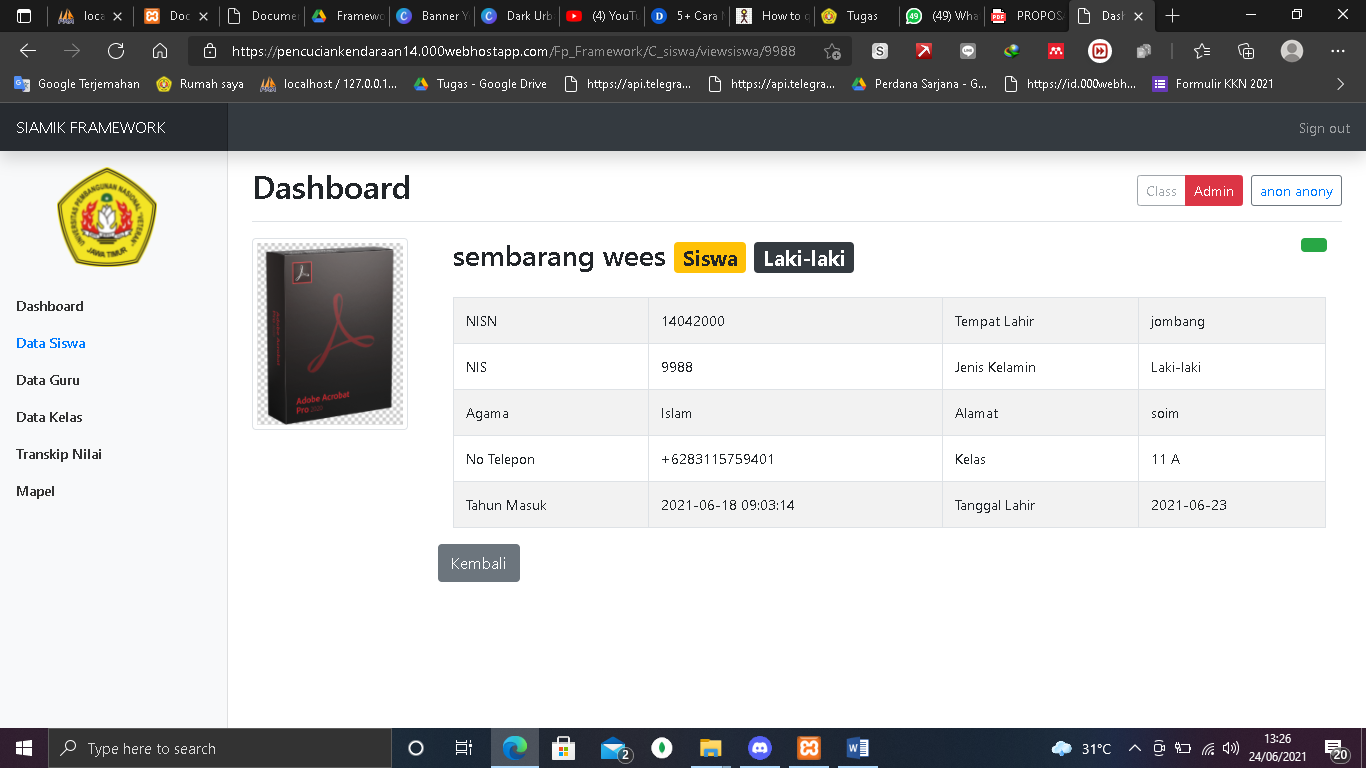 loca
Doc
Docume
Framewo
Banner Y
Dark Urb
(4) YouTu
5+ Cara M
How to q
Tugas
(49) Wha
PROPOSA
Dash
https://pencuciankendaraan14.000webhostapp.com/Fp_Framework/C_siswa/viewsiswa/9988
Google Terjemahan
Rumah saya
localhost / 127.0.0.1...
Tugas - Google Drive
https://api.telegra...
https://api.telegra...
Perdana Sarjana - G...
https://id.000webh...
Formulir KKN 2021
SIAMIK FRAMEWORK
Sign out
JAWA TIMUR
Dashboard
Data Siswa
Data Guru
Data Kelas
Transkip Nilai
Mapel
Dashboard
Class Admin anon anony
Adobe Acrobat
Pro 2020
sembarang wees Siswa Laki-laki
NISN 14042000 Tempat Lahir jombang
NIS 9988 Jenis Kelamin Laki-laki
Agama Islam Alamat soim
No Telepon +6283115759401 Kelas 11 A
Tahun Masuk 2021-06-18 09:03:14 Tanggal Lahir 2021-06-23
Kembali
Type here to search
2
31°C
13:26
24/06/2021
20